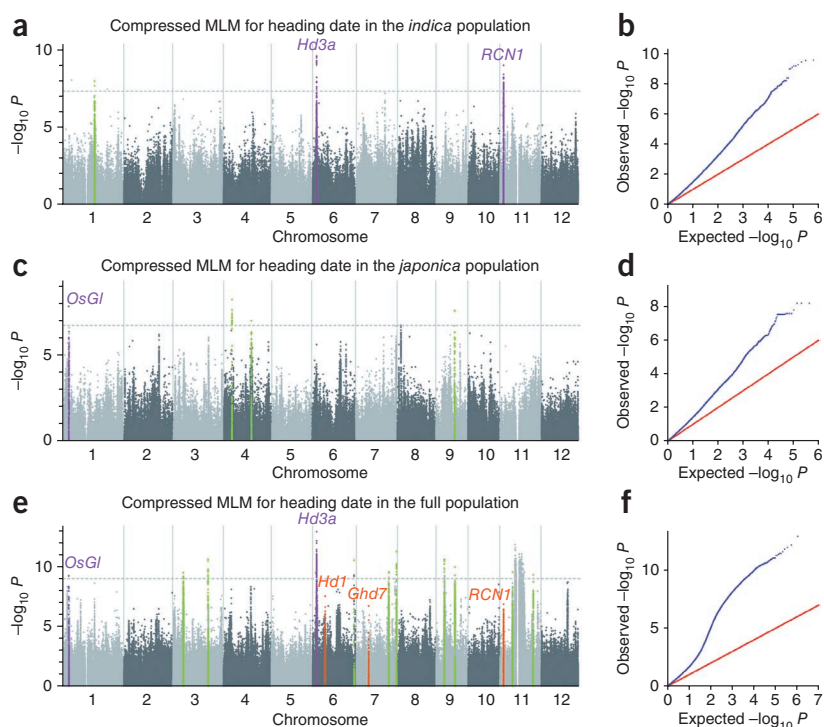 a
Compressed MLM for heading date in the indica population
Hd3a
RCN1
10
5
0
–log10 P
1 2 3 4 5 6 7 8 9 10 11 12
Chromosome
b
10
8
6
4
2
0
Observed –log10 P
0 1 2 3 4 5 6
Expected –log10 P
c
Compressed MLM for heading date in the japonica population
OsGI
5
0
–log10 P
1 2 3 4 5 6 7 8 9 10 11 12
Chromosome
d
8
6
4
2
0
Observed –log10 P
0 1 2 3 4 5 6
Expected –log10 P
e
Compressed MLM for heading date in the full population
Hd3a
OsGI
Hd1
Ghd7
RCN1
10
5
0
–log10 P
1 2 3 4 5 6 7 8 9 10 11 12
Chromosome
f
10
5
0
Observed –log10 P
0 1 2 3 4 5 6 7
Expected –log10 P